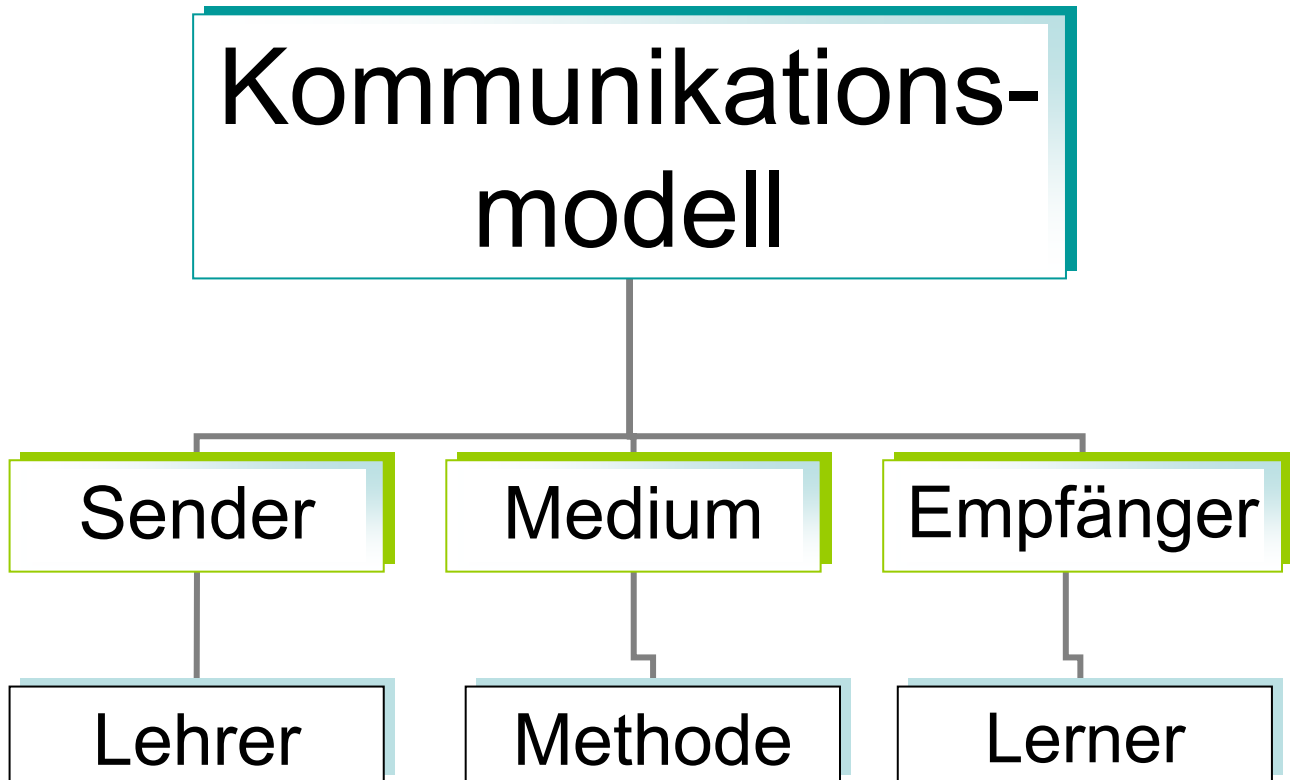 Kommunikations-
modell
Sender
Medium
Empfänger
Lehrer
Methode
Lerner